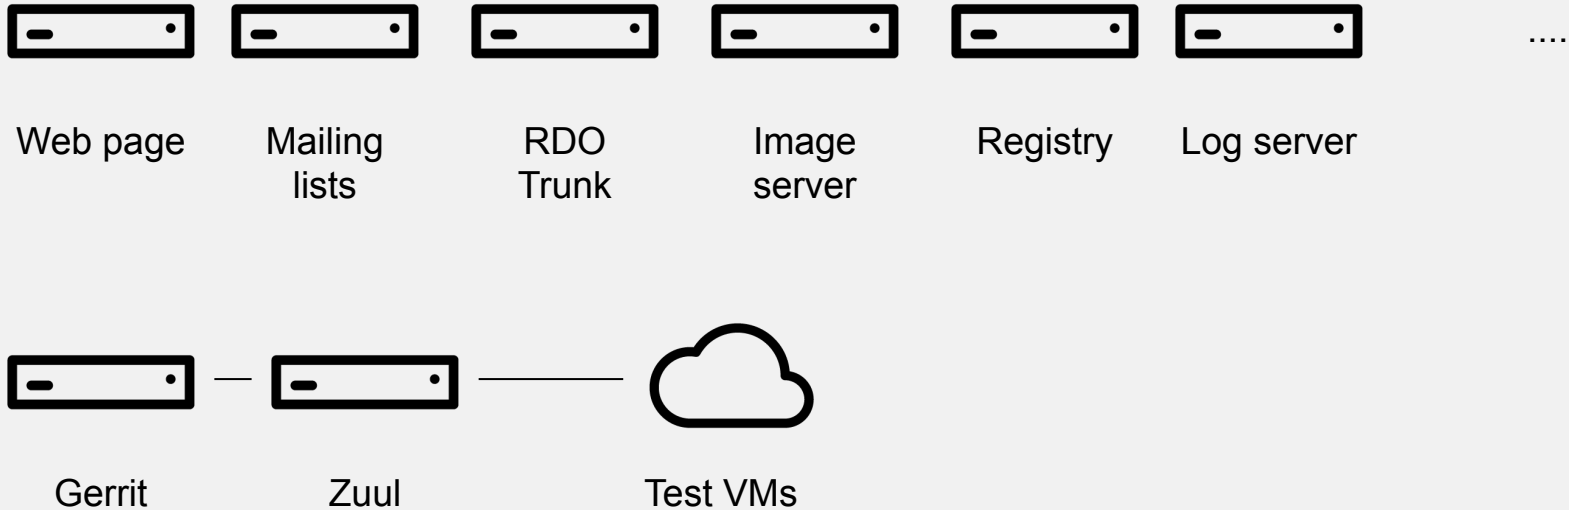 ....
Web page
Mailing
lists
RDO
Trunk
Image
server
Registry
Log server
Gerrit
Zuul
Test VMs